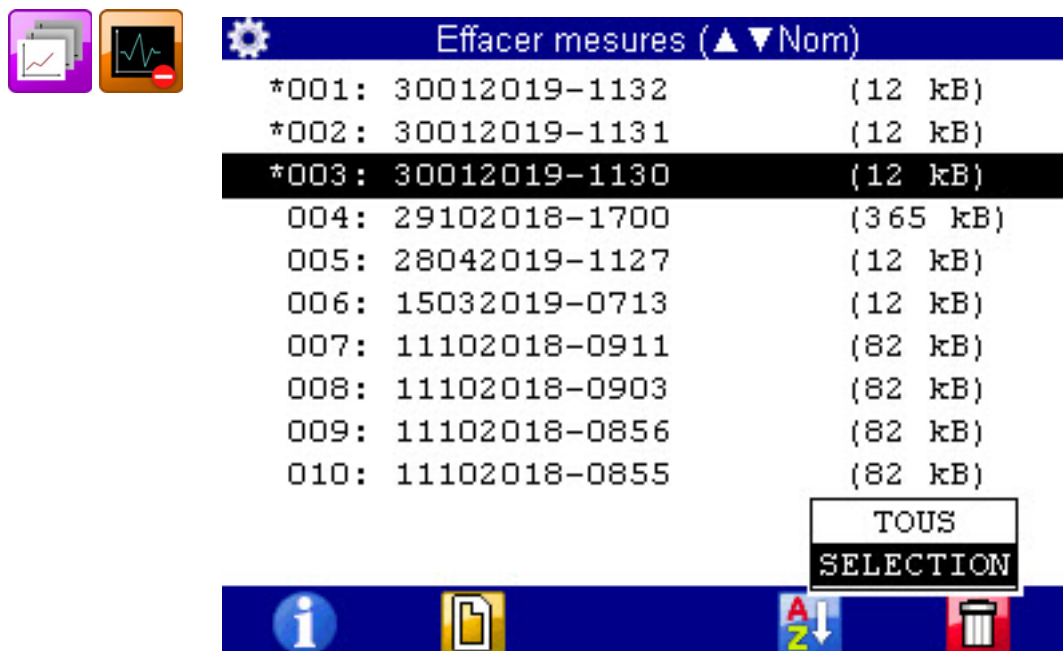 Effacer mesures (▲▼Nom)
*001: 30012019-1132 (12 kB)
*002: 30012019-1131 (12 kB)
*003: 30012019-1130 (12 kB)
004: 29102018-1700 (365 kB)
005: 28042019-1127 (12 kB)
006: 15032019-0713 (12 kB)
007: 11102018-0911 (82 kB)
008: 11102018-0903 (82 kB)
009: 11102018-0856 (82 kB)
010: 11102018-0855 (82 kB)
TOUS
SELECTION
i
A
Z